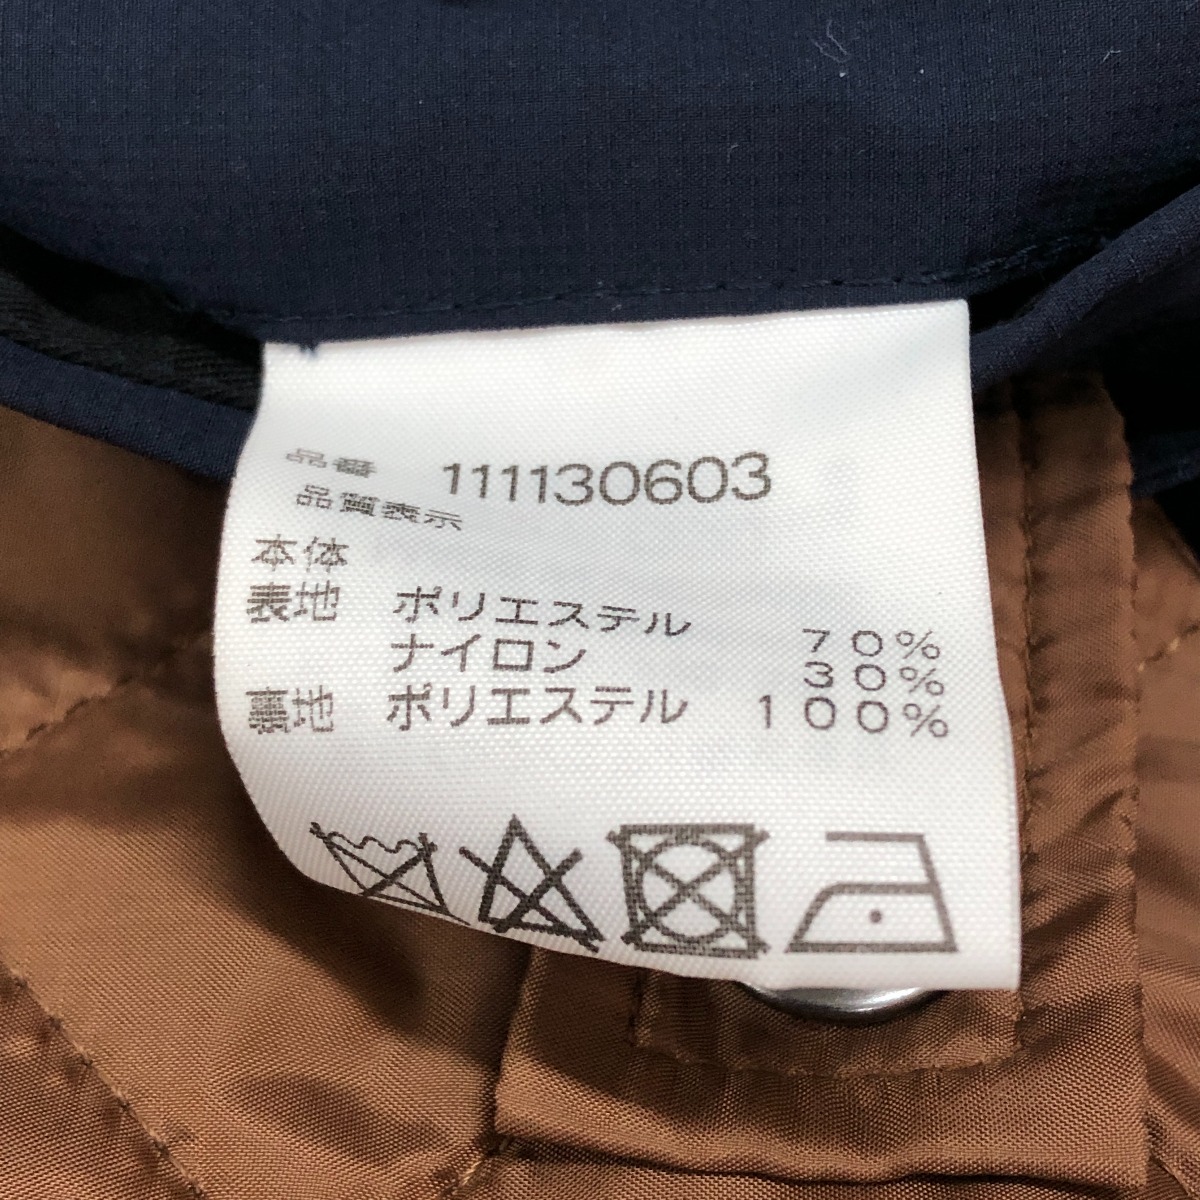 品番 111130603
品質表示
本体
表地 ポリエステル 70%
ナイロン 30%
裏地 ポリエステル 100%